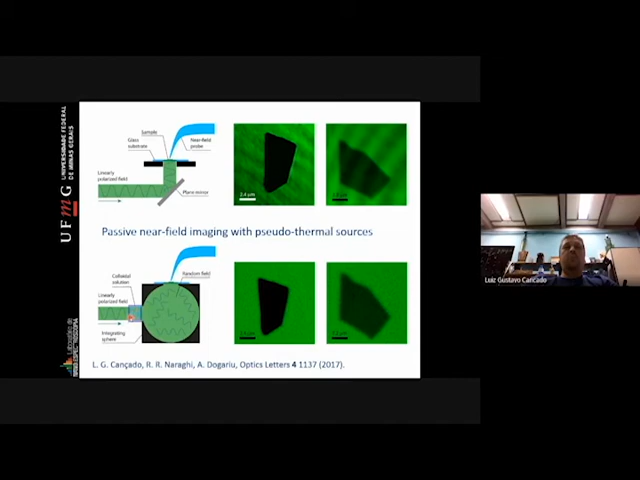 UFmG
UNIVERSIDADE FEDERAL
DE MINAS GERAIS
Sample
Glass
substrate
Near-field
probe
Linearly
polarized field
Plane mirror
2.4 μm
Passive near-field imaging with pseudo-thermal sources
Colloidal
solution
Random field
Linearly
polarized field
Integrating
sphere
L. G. Cançado, R. R. Naraghi, A. Dogariu, Optics Letters 4 1137 (2017).
Luiz Gustavo Cancado